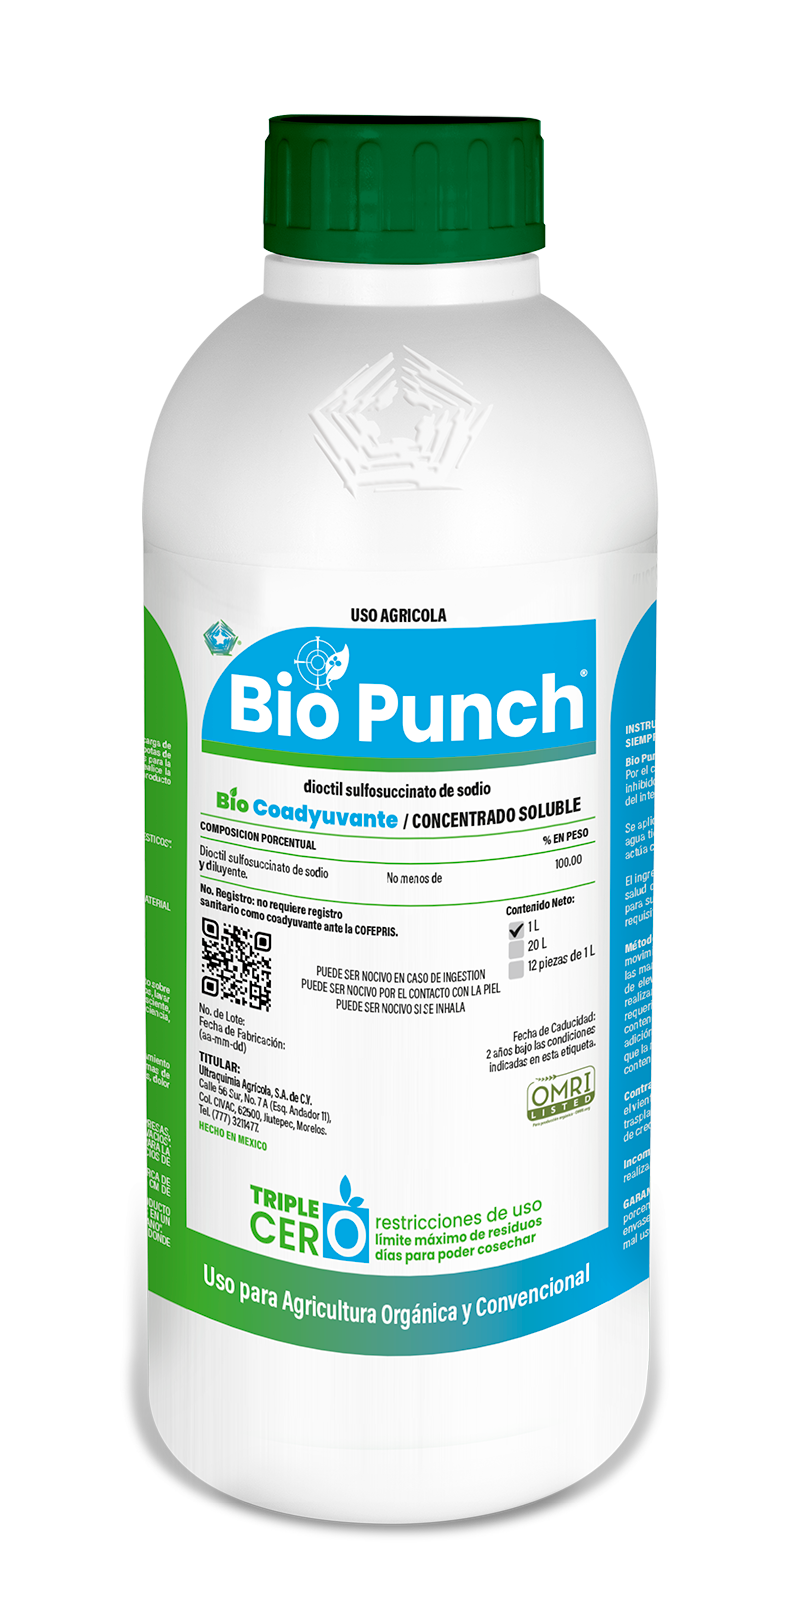 USO AGRICOLA
Bio Punch®
dioctil sulfosuccinato de sodio
Bio Coadyuvante / CONCENTRADO SOLUBLE
COMPOSICION PORCENTUAL % EN PESO
Dioctil sulfosuccinato de sodio
y diluyente. No menos de 100.00
No. Registro: no requiere registro
sanitario como coadyuvante ante la COFEPRIS.
Contenido Neto:
1 L
20 L
12 piezas de 1 L
PUEDE SER NOCIVO EN CASO DE INGESTION
PUEDE SER NOCIVO POR EL CONTACTO CON LA PIEL
PUEDE SER NOCIVO SI SE INHALA
No. de Lote:
Fecha de Fabricación:
(aa-mm-dd)
Fecha de Caducidad:
2 años bajo las condiciones
indicadas en esta etiqueta.
TITULAR:
Ultraquimia Agrícola, S.A. de C.V.
Calle 56 Sur, No. 7 A (Esq. Andador 11),
Col. CIVAC, 62500, Jiutepec, Morelos.
Tel. (777) 3211477.
HECHO EN MEXICO
OMRI
LISTED
TRIPLE
CERO
restricciones de uso
límite máximo de residuos
días para poder cosechar
Uso para Agricultura Orgánica y Convencional